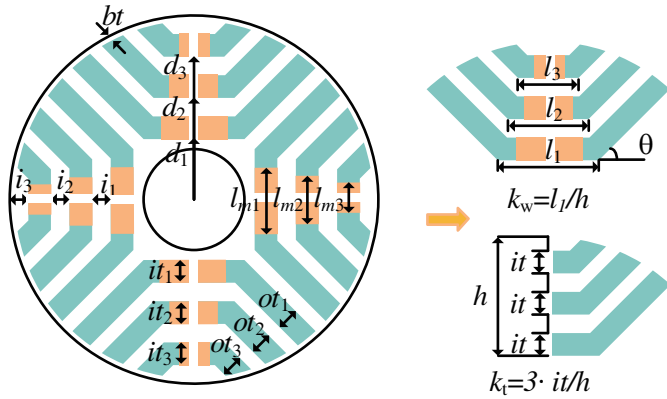 bt
d3
d2
d1
i3 i2 i1
lm1 lm2 lm3
it1
it2
it3
ot1
ot2
ot3
l3
l2
l1
θ
kw=l1/h
h
it
it
it
kt=3· it/h